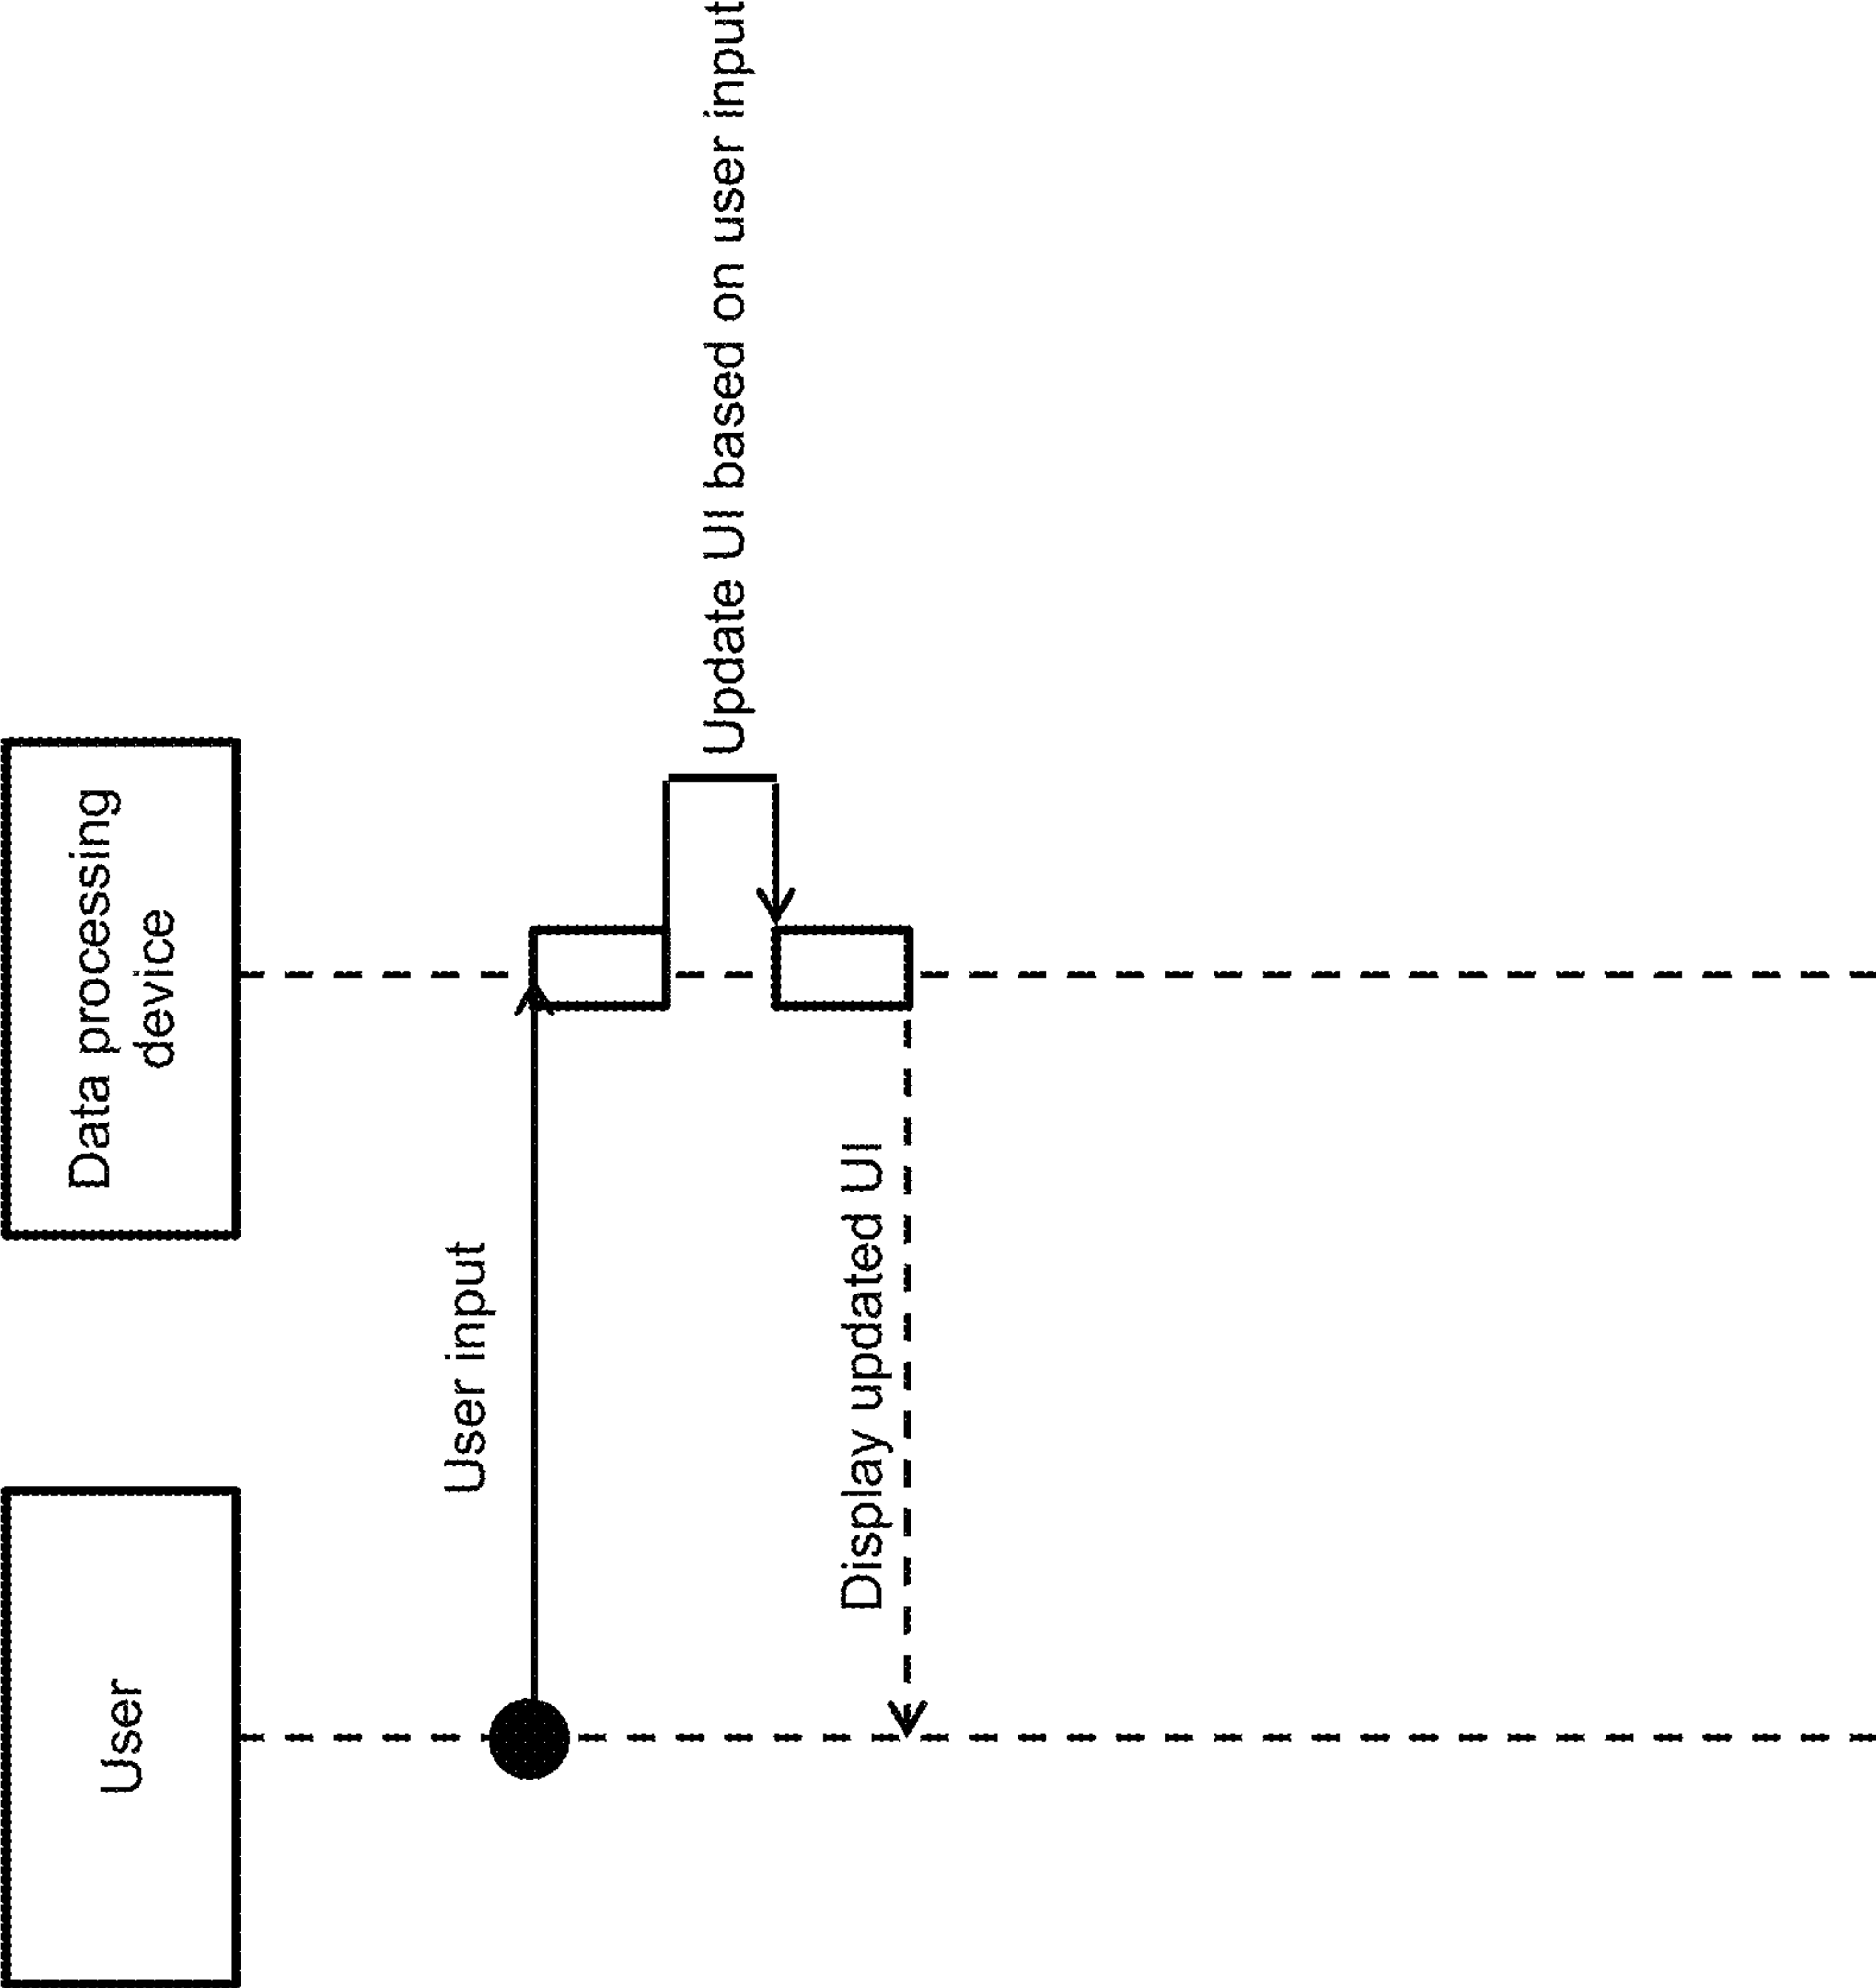 User
Data processing
device
User input
Update UI based on user input
Display updated UI